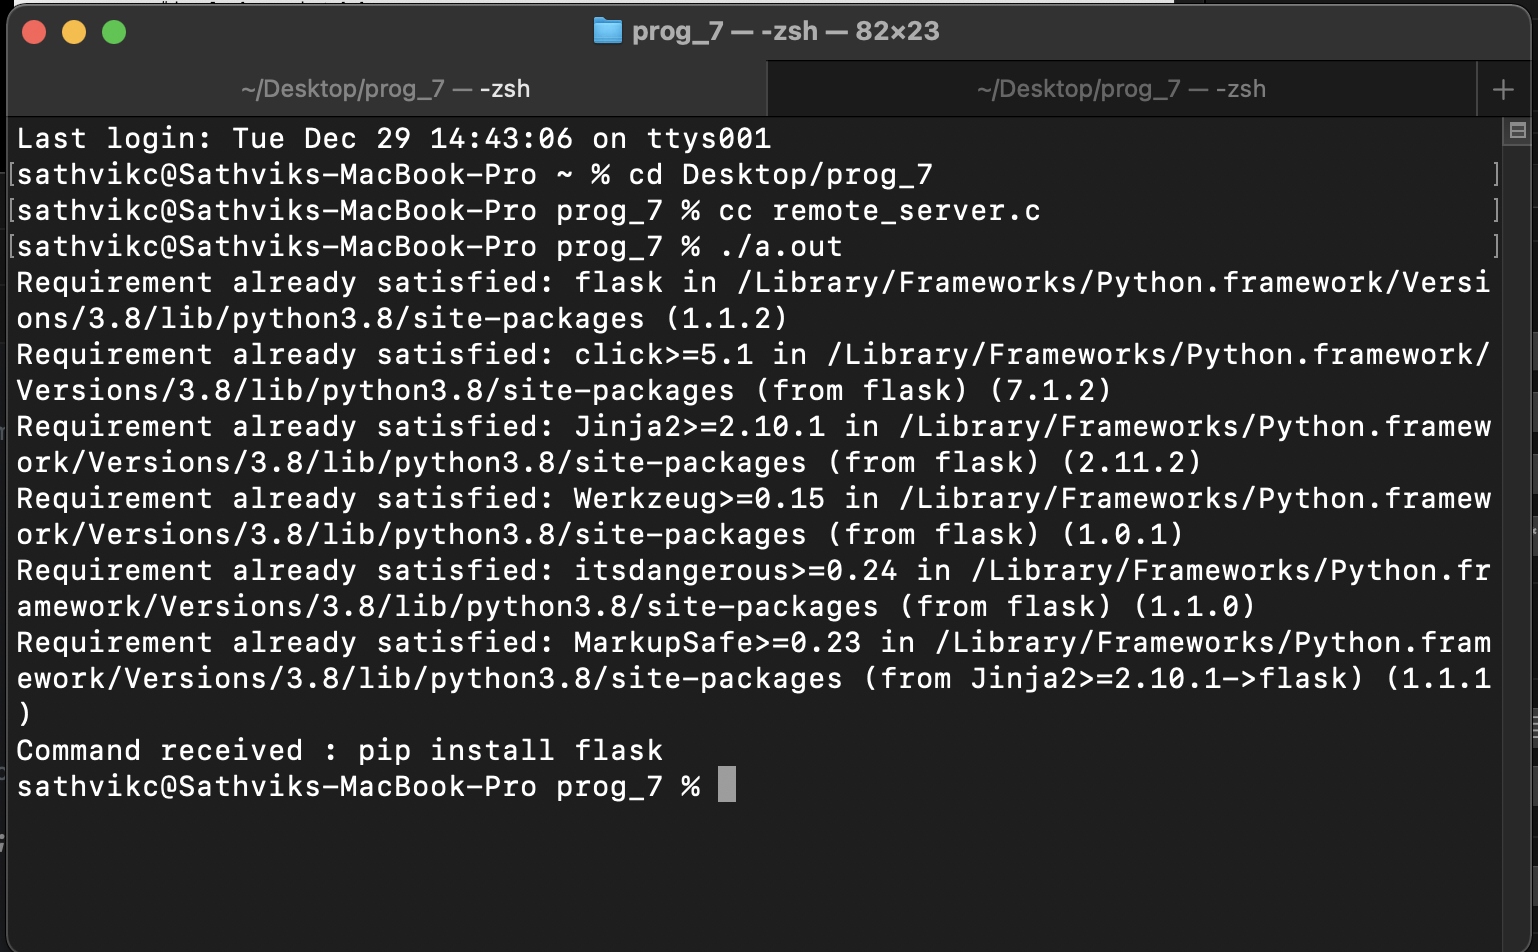 prog_7 — -zsh — 82×23
~/Desktop/prog_7 — -zsh
~/Desktop/prog_7 — -zsh
+
Last login: Tue Dec 29 14:43:06 on ttys001
[sathvikc@Sathviks-MacBook-Pro ~ % cd Desktop/prog_7 ]
[sathvikc@Sathviks-MacBook-Pro prog_7 % cc remote_server.c ]
[sathvikc@Sathviks-MacBook-Pro prog_7 % ./a.out ]
Requirement already satisfied: flask in /Library/Frameworks/Python.framework/Versi
ons/3.8/lib/python3.8/site-packages (1.1.2)
Requirement already satisfied: click>=5.1 in /Library/Frameworks/Python.framework/
Versions/3.8/lib/python3.8/site-packages (from flask) (7.1.2)
Requirement already satisfied: Jinja2>=2.10.1 in /Library/Frameworks/Python.framew
ork/Versions/3.8/lib/python3.8/site-packages (from flask) (2.11.2)
Requirement already satisfied: Werkzeug>=0.15 in /Library/Frameworks/Python.framew
ork/Versions/3.8/lib/python3.8/site-packages (from flask) (1.0.1)
Requirement already satisfied: itsdangerous>=0.24 in /Library/Frameworks/Python.fr
amework/Versions/3.8/lib/python3.8/site-packages (from flask) (1.1.0)
Requirement already satisfied: MarkupSafe>=0.23 in /Library/Frameworks/Python.fram
ework/Versions/3.8/lib/python3.8/site-packages (from Jinja2>=2.10.1->flask) (1.1.1
)
Command received : pip install flask
sathvikc@Sathviks-MacBook-Pro prog_7 %